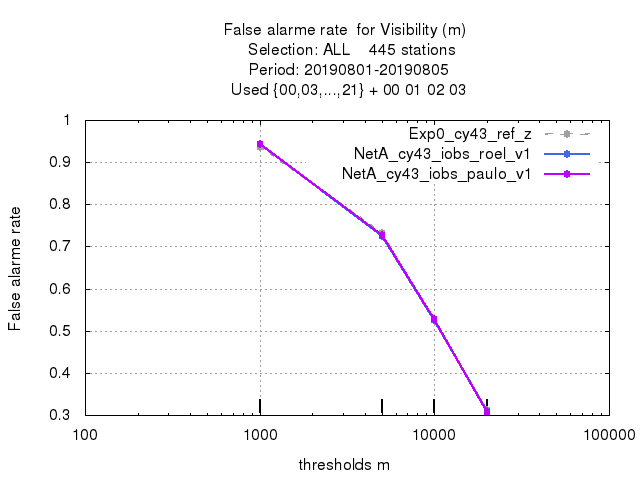 False alarme rate  for Visibility (m)
Selection: ALL    445 stations
Period: 20190801-20190805
Used {00,03,...,21} + 00 01 02 03
Exp0_cy43_ref_z
NetA_cy43_iobs_roel_v1
NetA_cy43_iobs_paulo_v1
False alarme rate
1
0.9
0.8
0.7
0.6
0.5
0.4
0.3
100 1000 10000 100000
thresholds m